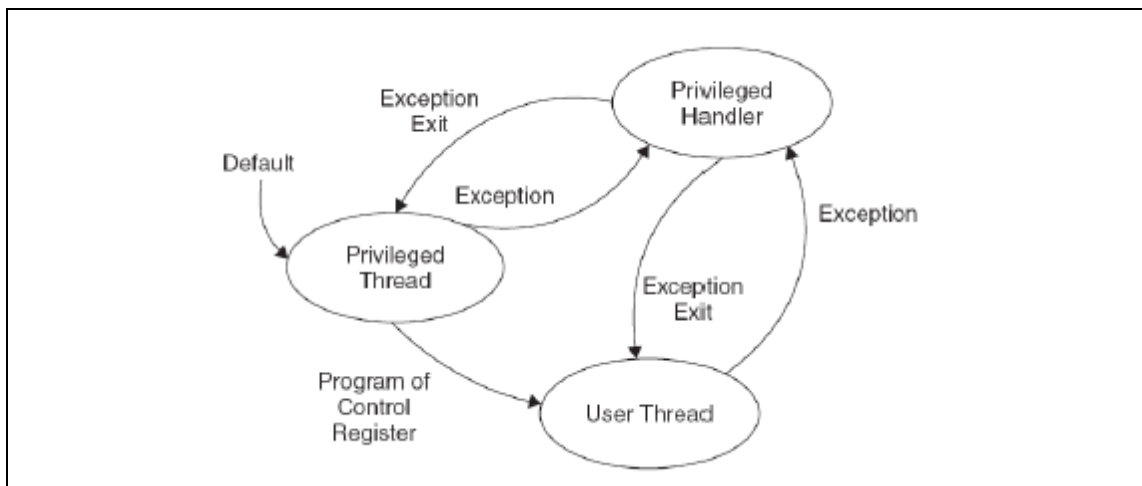 Privileged
Handler
Exception
Exit
Default
Exception
Privileged
Thread
Exception
Exception
Exit
Program of
Control
Register
User Thread